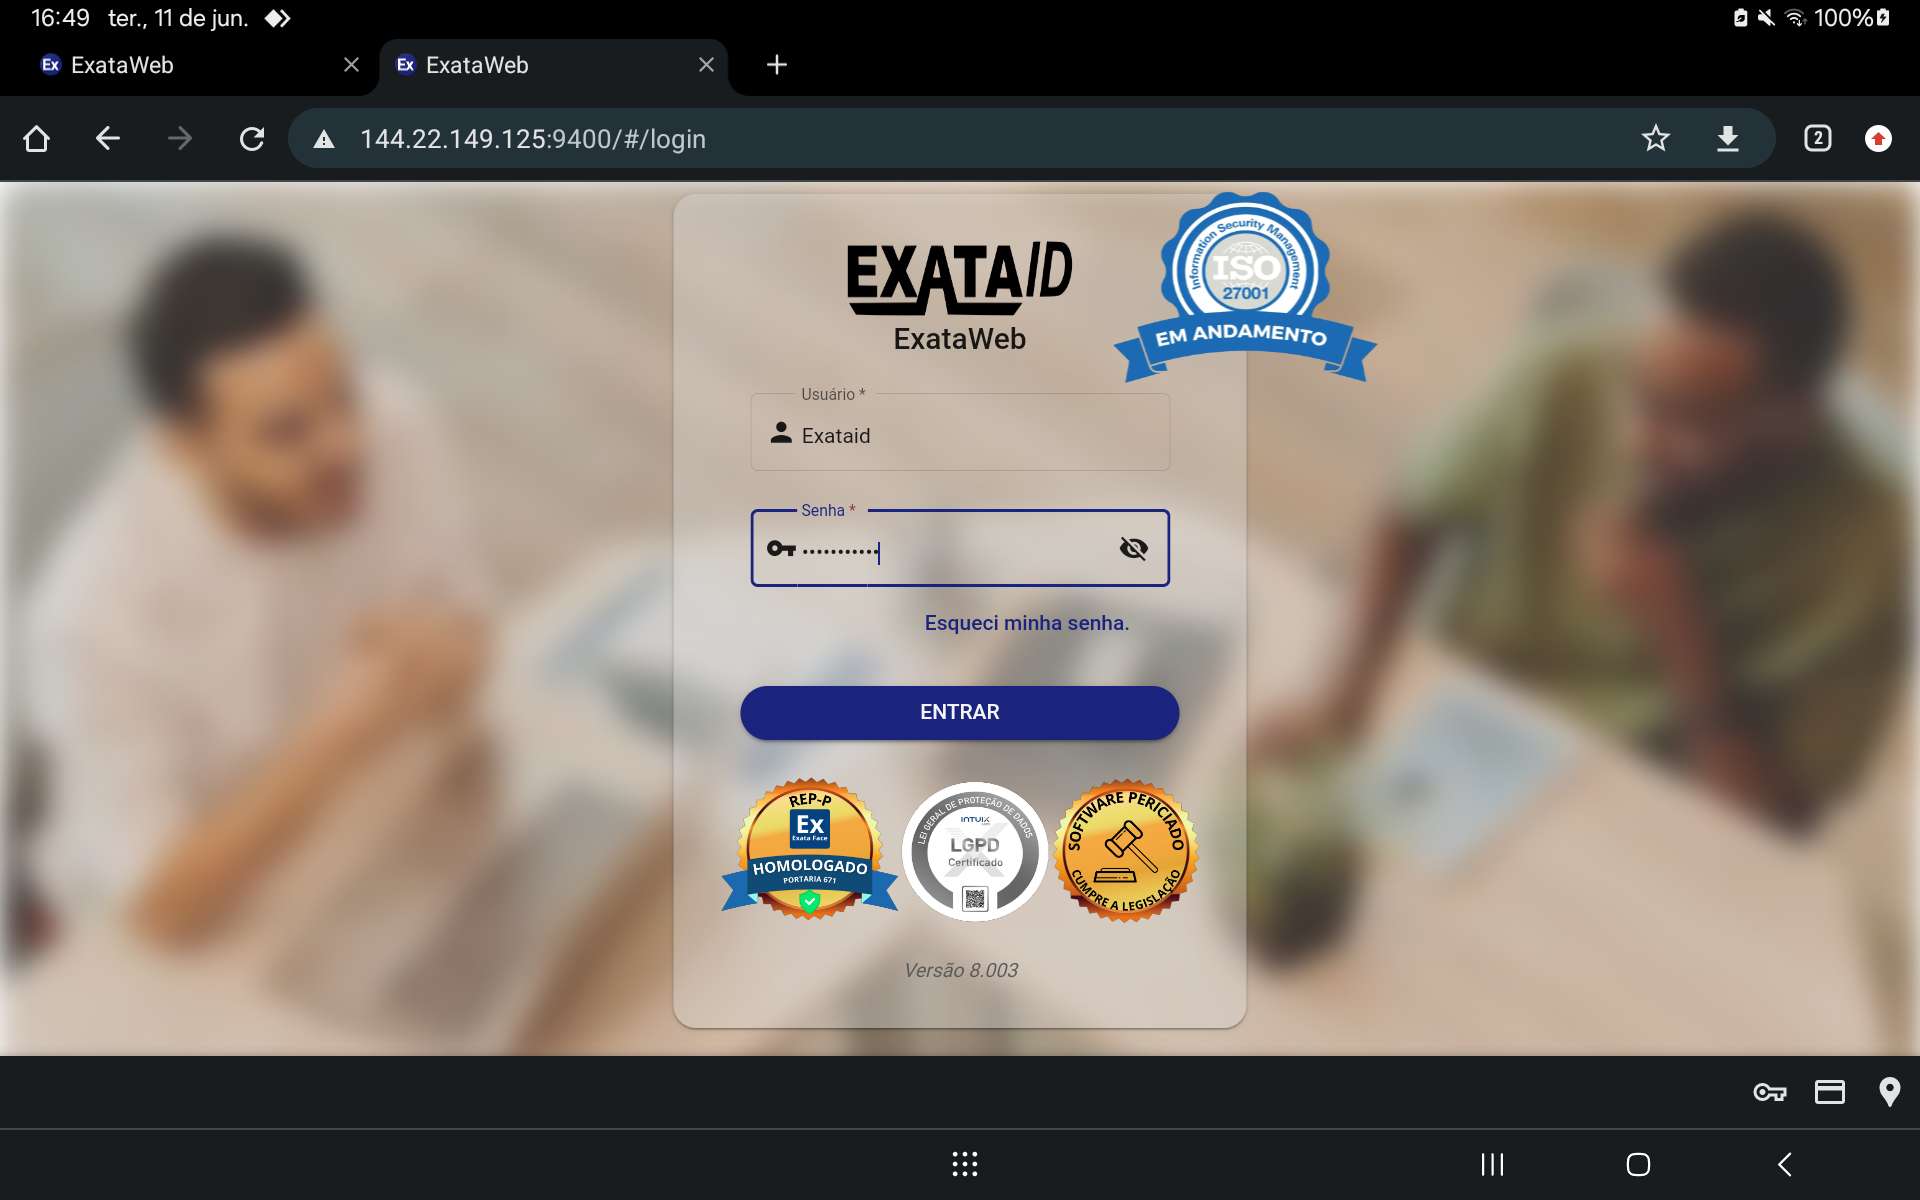 16:49 ter., 11 de jun. 100%
Ex ExataWeb
Ex ExataWeb
144.22.149.125:9400/#/login
2
EXATAID
ExataWeb
Information Security Management
ISO
27001
EM ANDAMENTO
Usuário *
Exataid
Senha *
•••••••••••
Esqueci minha senha.
ENTRAR
REP-P
Ex
Exata Face
HOMOLOGADO
PORTARIA 671
LEI GERAL DE PROTEÇÃO DE DADOS
INTUIX
LGPD
Certificado
SOFTWARE PERICIADO
CUMPRE A LEGISLAÇÃO
Versão 8.003